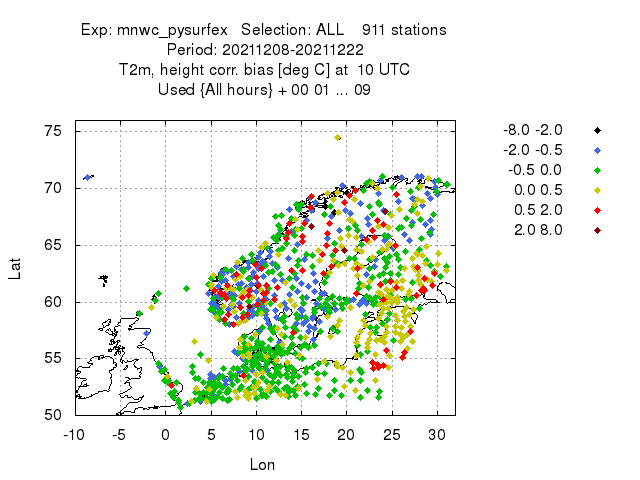 Exp: mnwc_pysurfex   Selection: ALL    911 stations
Period: 20211208-20211222
T2m, height corr. bias [deg C] at  10 UTC
Used {All hours} + 00 01 ... 09
-8.0 -2.0
-2.0 -0.5
-0.5 0.0
0.0 0.5
0.5 2.0
2.0 8.0
75
70
65
60
55
50
Lat
-10 -5 0 5 10 15 20 25 30
Lon